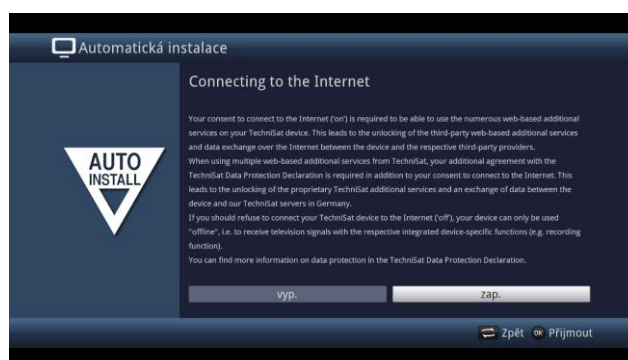 Automatická instalace
Connecting to the Internet
Your consent to connect to the Internet ('on') is required to be able to use the numerous web-based additional
services on your TechniSat device. This leads to the unlocking of the third-party web-based additional services
and data exchange over the Internet between the device and the respective third-party providers.
When using multiple web-based additional services from TechniSat, your additional agreement with the
TechniSat Data Protection Declaration is required in addition to your consent to connect to the Internet. This
leads to the unlocking of the proprietary TechniSat additional services and an exchange of data between the
device and our TechniSat servers in Germany.
If you should refuse to connect your TechniSat device to the Internet ('off'), your device can only be used
"offline", i.e. to receive television signals with the respective integrated device-specific functions (e.g. recording
function).
You can find more information on data protection in the TechniSat Data Protection Declaration.
AUTO
INSTALL
vyp.
zap.
Zpět OK Přijmout